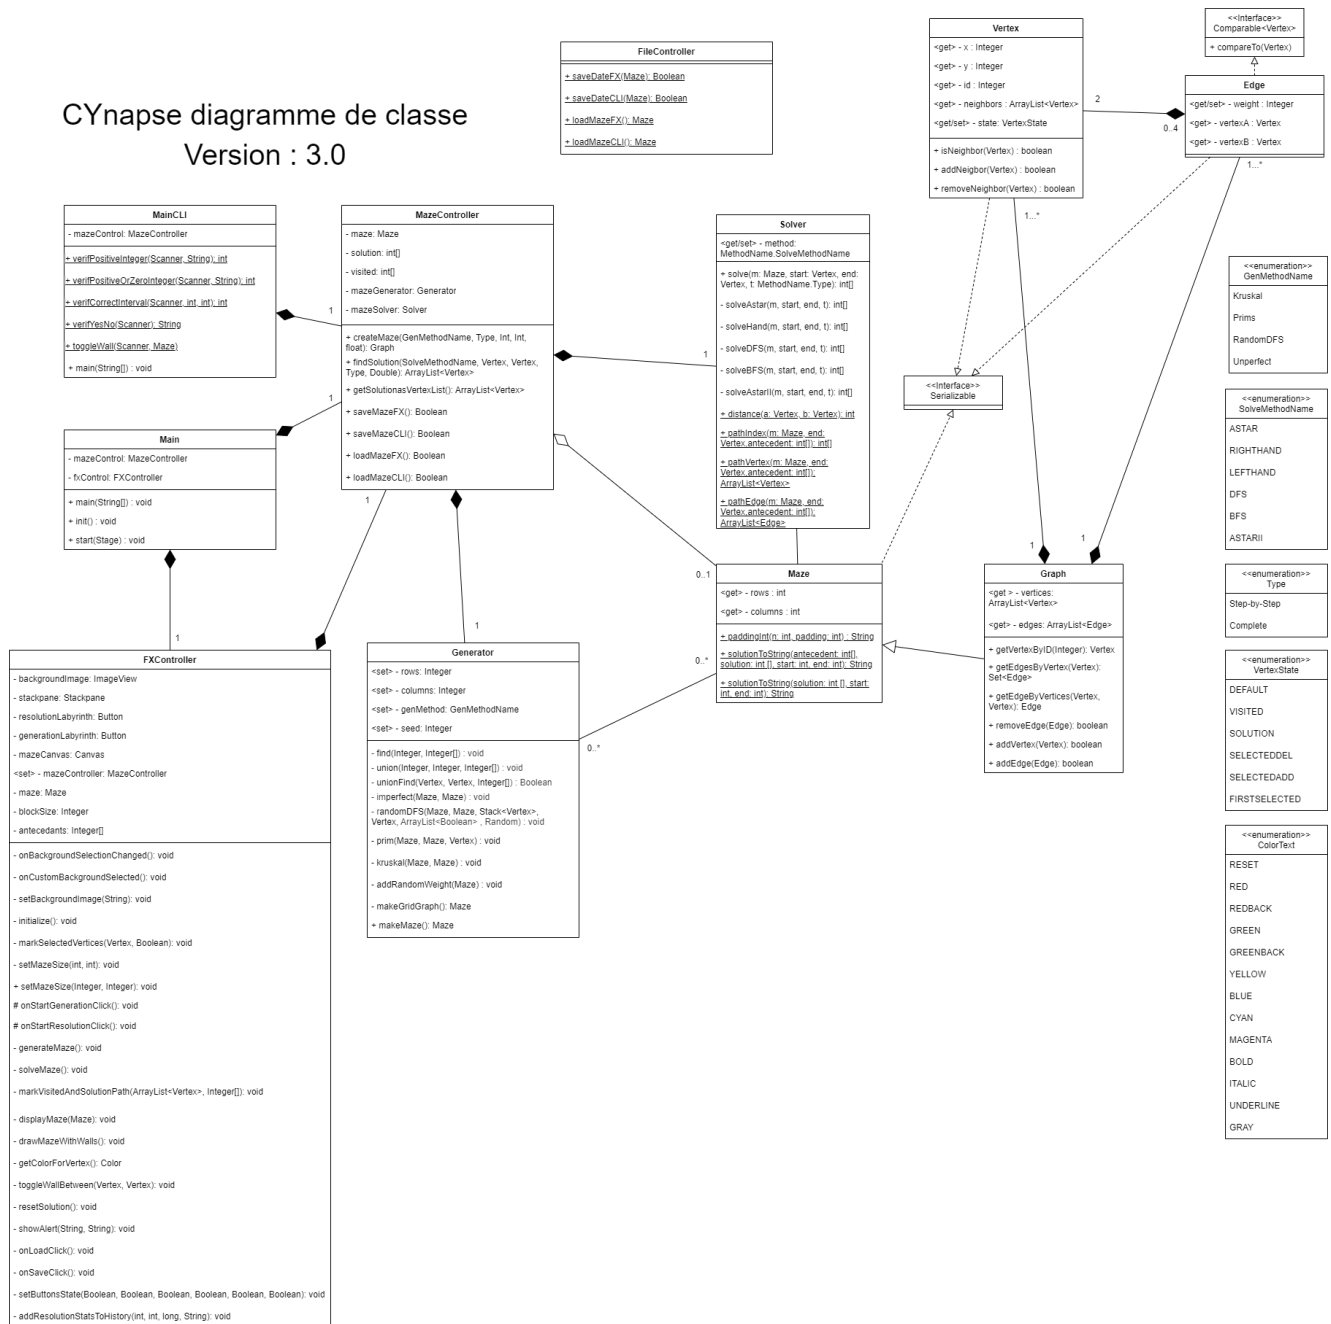 CYnapse diagramme de classe
Version : 3.0
FileController
+ saveDateFX(Maze): Boolean
+ saveDateCLI(Maze): Boolean
+ loadMazeFX(): Maze
+ loadMazeCLI(): Maze
Vertex
<get> - x : Integer
<get> - y : Integer
<get> - id : Integer
<get> - neighbors : ArrayList<Vertex>
<get/set> - state: VertexState
+ isNeighbor(Vertex) : boolean
+ addNeigbor(Vertex) : boolean
+ removeNeighbor(Vertex) : boolean
2
0..4
<<Interface>>
Comparable<Vertex>
+ compareTo(Vertex)
Edge
<get/set> - weight : Integer
<get> - vertexA : Vertex
<get> - vertexB : Vertex
1...*
1...*
MainCLI
- mazeControl: MazeController
+ verifPositiveInteger(Scanner, String): int
+ verifPositiveOrZeroInteger(Scanner, String): int
+ verifCorrectInterval(Scanner, int, int): int
+ verifYesNo(Scanner): String
+ toggleWall(Scanner, Maze)
+ main(String[]) : void
1
MazeController
- maze: Maze
- solution: int[]
- visited: int[]
- mazeGenerator: Generator
- mazeSolver: Solver
+ createMaze(GenMethodName, Type, Int, Int,
float): Graph
+ findSolution(SolveMethodName, Vertex, Vertex,
Type, Double): ArrayList<Vertex>
+ getSolutionasVertexList(): ArrayList<Vertex>
+ saveMazeFX(): Boolean
+ saveMazeCLI(): Boolean
+ loadMazeFX(): Boolean
+ loadMazeCLI(): Boolean
1
Solver
<get/set> - method:
MethodName.SolveMethodName
+ solve(m: Maze, start: Vertex, end:
Vertex, t: MethodName.Type): int[]
- solveAstar(m, start, end, t): int[]
- solveHand(m, start, end, t): int[]
- solveDFS(m, start, end, t): int[]
- solveBFS(m, start, end, t): int[]
- solveAstarII(m, start, end, t): int[]
+ distance(a: Vertex, b: Vertex): int
+ pathIndex(m: Maze, end:
Vertex,antecedent: int[]): int[]
+ pathVertex(m: Maze, end:
Vertex,antecedent: int[]):
ArrayList<Vertex>
+ pathEdge(m: Maze, end:
Vertex,antecedent: int[]):
ArrayList<Edge>
<<Interface>>
Serializable
1
Main
- mazeControl: MazeController
- fxControl: FXController
+ main(String[]) : void
+ init() : void
+ start(Stage) : void
1
1
1
0..1
Maze
<get> - rows : int
<get> - columns : int
+ paddingInt(n: int, padding: int) : String
+ solutionToString(antecedent: int[],
solution: int [], start: int, end: int): String
+ solutionToString(solution: int [], start:
int, end: int): String
0..*
0..*
1
1
Graph
<get > - vertices:
ArrayList<Vertex>
<get> - edges: ArrayList<Edge>
+ getVertexByID(Integer): Vertex
+ getEdgesByVertex(Vertex):
Set<Edge>
+ getEdgeByVertices(Vertex,
Vertex): Edge
+ removeEdge(Edge): boolean
+ addVertex(Vertex): boolean
+ addEdge(Edge): boolean
Generator
<set> - rows: Integer
<set> - columns: Integer
<set> - genMethod: GenMethodName
<set> - seed: Integer
- find(Integer, Integer[]) : void
- union(Integer, Integer, Integer[]) : void
- unionFind(Vertex, Vertex, Integer[]) : Boolean
- imperfect(Maze, Maze) : void
- randomDFS(Maze, Maze, Stack<Vertex>,
Vertex, ArrayList<Boolean> , Random) : void
- prim(Maze, Maze, Vertex) : void
- kruskal(Maze, Maze) : void
- addRandomWeight(Maze) : void
- makeGridGraph(): Maze
+ makeMaze(): Maze
FXController
- backgroundImage: ImageView
- stackpane: Stackpane
- resolutionLabyrinth: Button
- generationLabyrinth: Button
- mazeCanvas: Canvas
<set> - mazeController: MazeController
- maze: Maze
- blockSize: Integer
- antecedants: Integer[]
- onBackgroundSelectionChanged(): void
- onCustomBackgroundSelected(): void
- setBackgroundImage(String): void
- initialize(): void
- markSelectedVertices(Vertex, Boolean): void
- setMazeSize(int, int): void
+ setMazeSize(Integer, Integer): void
# onStartGenerationClick(): void
# onStartResolutionClick(): void
- generateMaze(): void
- solveMaze(): void
- markVisitedAndSolutionPath(ArrayList<Vertex>, Integer[]): void
- displayMaze(Maze): void
- drawMazeWithWalls(): void
- getColorForVertex(): Color
- toggleWallBetween(Vertex, Vertex): void
- resetSolution(): void
- showAlert(String, String): void
- onLoadClick(): void
- onSaveClick(): void
- setButtonsState(Boolean, Boolean, Boolean, Boolean, Boolean, Boolean): void
- addResolutionStatsToHistory(int, int, long, String): void
<<enumeration>>
GenMethodName
Kruskal
Prims
RandomDFS
Unperfect
<<enumeration>>
SolveMethodName
ASTAR
RIGHTHAND
LEFTHAND
DFS
BFS
ASTARII
<<enumeration>>
Type
Step-by-Step
Complete
<<enumeration>>
VertexState
DEFAULT
VISITED
SOLUTION
SELECTEDDEL
SELECTEDADD
FIRSTSELECTED
<<enumeration>>
ColorText
RESET
RED
REDBACK
GREEN
GREENBACK
YELLOW
BLUE
CYAN
MAGENTA
BOLD
ITALIC
UNDERLINE
GRAY